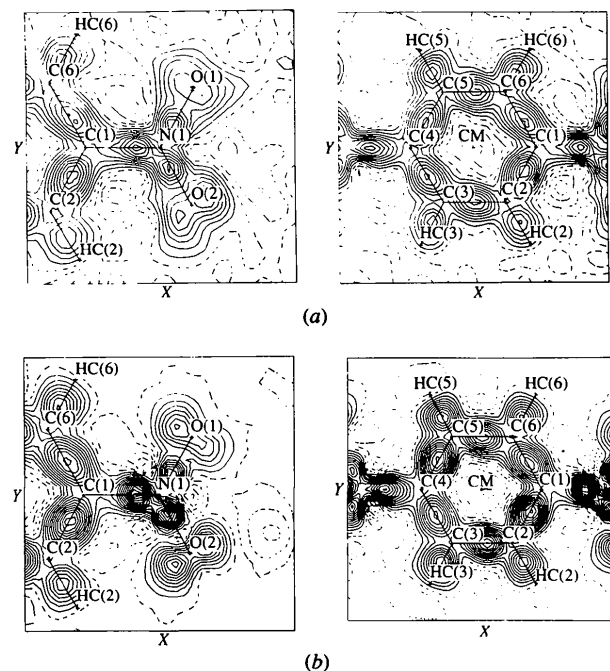 HC(6)
C(6)
O(1)
C(1)
N(1)
Y
C(2)
O(2)
HC(2)
X
HC(5)
HC(6)
C(5)
C(6)
C(4)
CM
C(1)
Y
C(3)
C(2)
HC(3)
HC(2)
X
(a)
HC(6)
C(6)
O(1)
C(1)
N(1)
Y
C(2)
O(2)
HC(2)
X
HC(5)
HC(6)
C(5)
C(6)
C(4)
CM
C(1)
Y
C(3)
C(2)
HC(3)
HC(2)
X
(b)